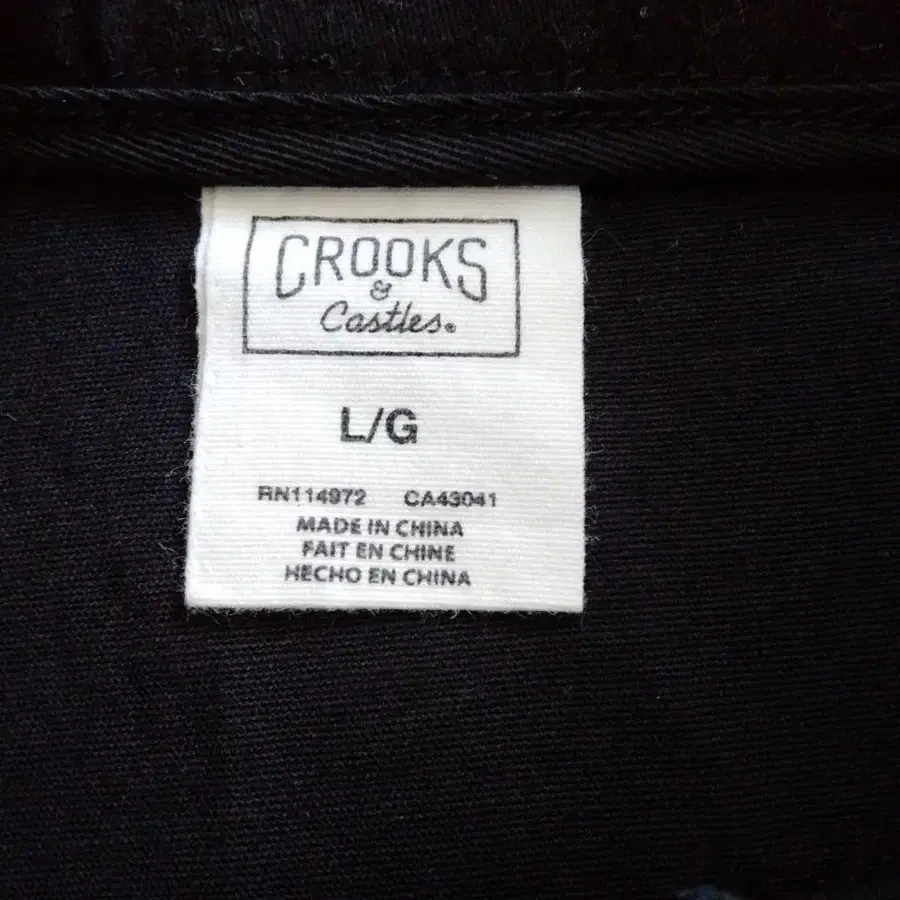 CROOKS
&
Castles®
L/G
RN114972 CA43041
MADE IN CHINA
FAIT EN CHINE
HECHO EN CHINA